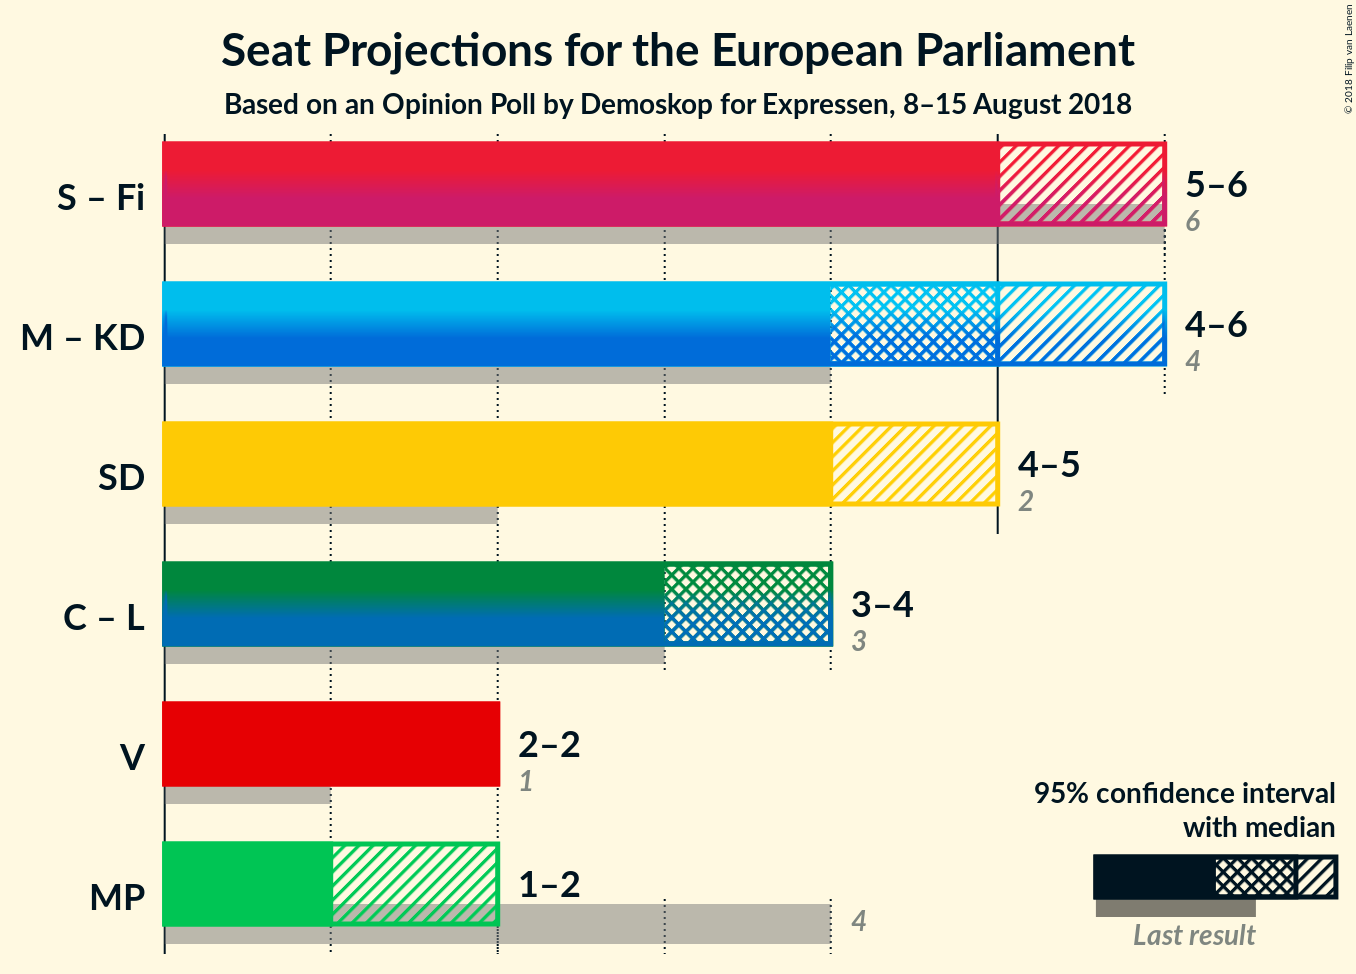 Seat Projections for the European Parliament
Based on an Opinion Poll by Demoskop for Expressen, 8–15 August 2018
© 2018 Filip van Laenen
S – Fi
5–6
6
M – KD
4–6
4
SD
4–5
2
C – L
3–4
3
V
2–2
1
MP
1–2
4
95% confidence interval
with median
Last result